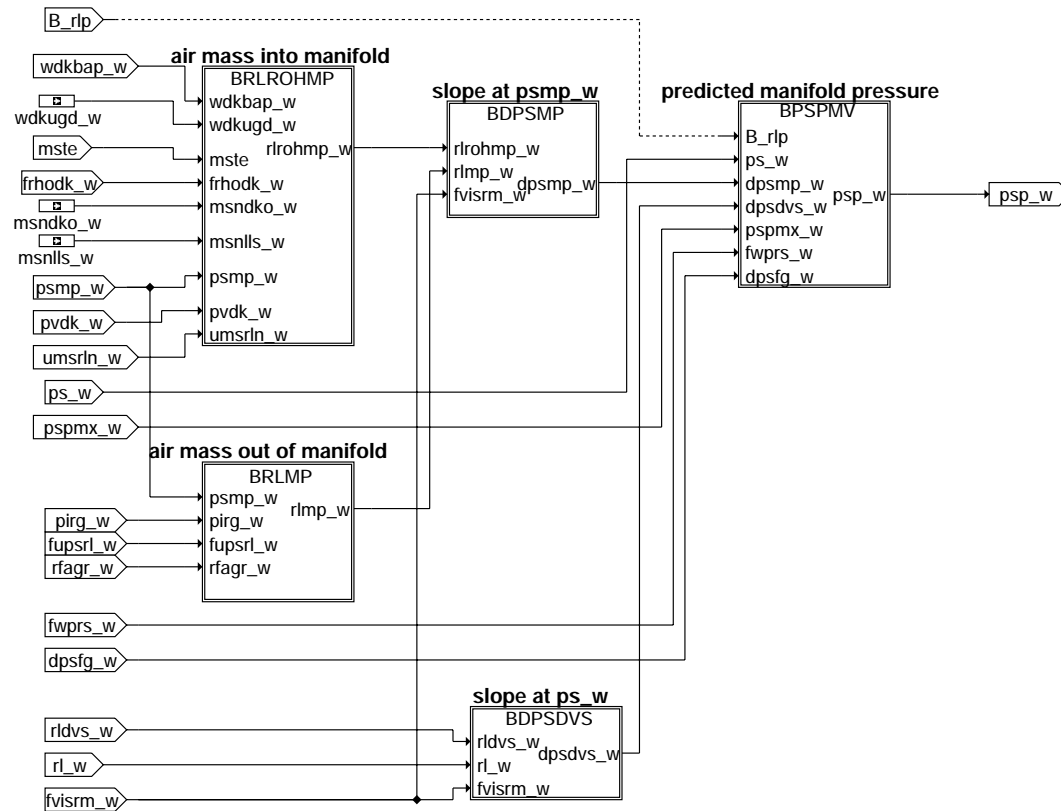 B_rlp
air mass into manifold
wdkbap_w
BRLROHMP
wdkbap_w
wdkugd_w
wdkugd_w
mste
mste
rlrohmp_w
frhodk_w
frhodk_w
msndko_w
msndko_w
msnlls_w
msnlls_w
psmp_w
psmp_w
pvdk_w
pvdk_w
umsrln_w
umsrln_w
slope at psmp_w
BDPSMP
rlrohmp_w
rlmp_w
dpsmp_w
fvisrm_w
predicted manifold pressure
BPSPMV
B_rlp
ps_w
dpsmp_w
psp_w
dpsdvs_w
pspmx_w
fwprs_w
dpsfg_w
psp_w
ps_w
pspmx_w
air mass out of manifold
BRLMP
psmp_w
rlmp_w
pirg_w
pirg_w
fupsrl_w
fupsrl_w
rfagr_w
rfagr_w
fwprs_w
dpsfg_w
slope at ps_w
BDPSDVS
rldvs_w
rldvs_w
dpsdvs_w
rl_w
rl_w
fvisrm_w
fvisrm_w